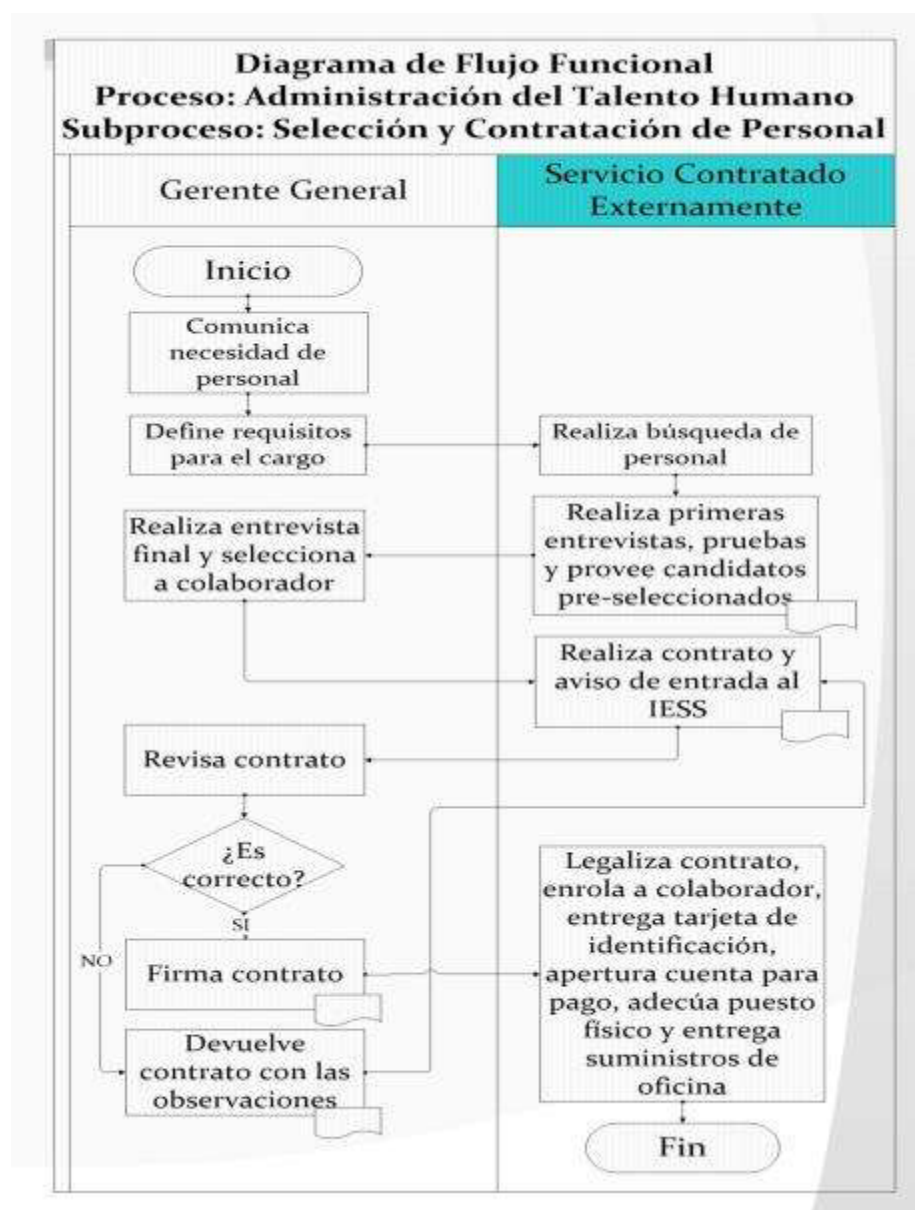 Diagrama de Flujo Funcional
Proceso: Administración del Talento Humano
Subproceso: Selección y Contratación de Personal
Gerente General
Servicio Contratado
Externamente
Inicio
Comunica
necesidad de
personal
Define requisitos
para el cargo
Realiza búsqueda de
personal
Realiza primeras
entrevistas, pruebas
y provee candidatos
pre-seleccionados
Realiza entrevista
final y selecciona
a colaborador
Realiza contrato y
aviso de entrada al
IESS
Revisa contrato
¿Es
correcto?
SI
NO
Firma contrato
Devuelve
contrato con las
observaciones
Legaliza contrato,
enrola a colaborador,
entrega tarjeta de
identificación,
apertura cuenta para
pago, adecúa puesto
físico y entrega
suministros de
oficina
Fin